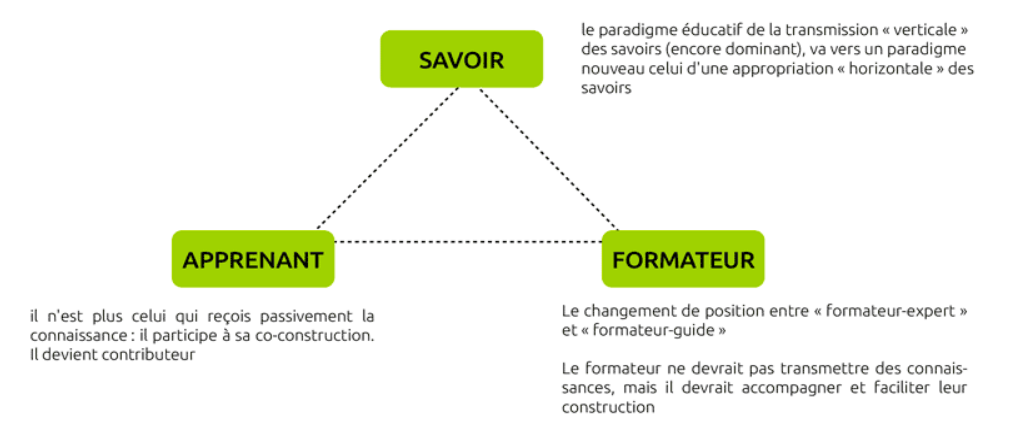 SAVOIR
le paradigme éducatif de la transmission « verticale »
des savoirs (encore dominant), va vers un paradigme
nouveau celui d'une appropriation « horizontale » des
savoirs
APPRENANT
il n'est plus celui qui reçois passivement la
connaissance : il participe à sa co-construction.
Il devient contributeur
FORMATEUR
Le changement de position entre « formateur-expert »
et « formateur-guide »
Le formateur ne devrait pas transmettre des connais-
sances, mais il devrait accompagner et faciliter leur
construction